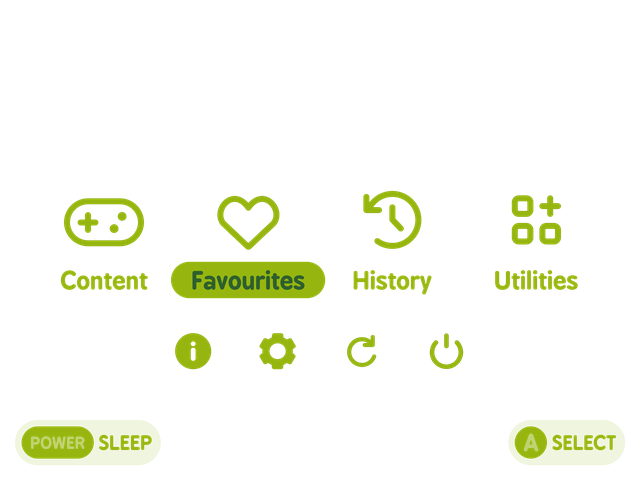 Content
Favourites
History
Utilities
POWER SLEEP
A SELECT